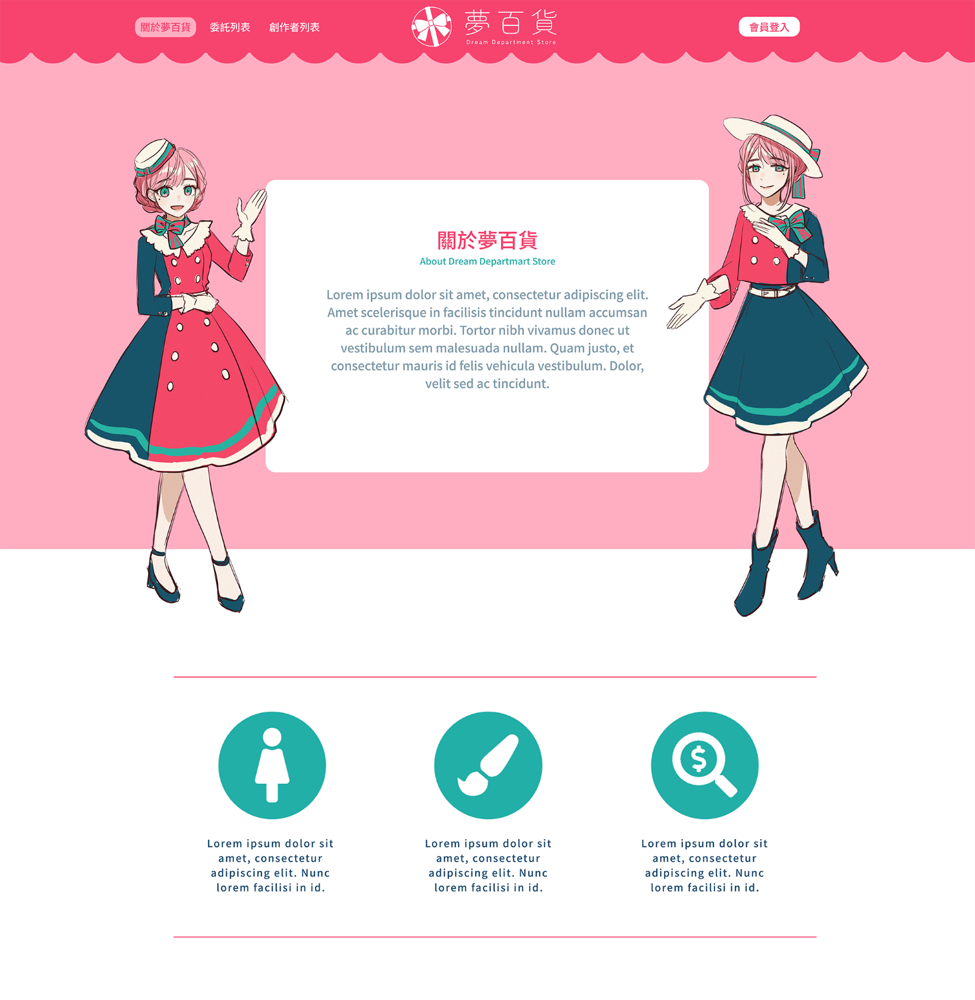 關於夢百貨
委託列表
創作者列表
夢百貨
Dream Department Store
會員登入
關於夢百貨
About Dream Departmart Store
Lorem ipsum dolor sit amet, consectetur adipiscing elit.
Amet scelerisque in facilisis tincidunt nullam accumsan
ac curabitur morbi. Tortor nibh vivamus donec ut
vestibulum sem malesuada nullam. Quam justo, et
consectetur mauris id felis vehicula vestibulum. Dolor,
velit sed ac tincidunt.
$
Lorem ipsum dolor sit
amet, consectetur
adipiscing elit. Nunc
lorem facilisi in id.
Lorem ipsum dolor sit
amet, consectetur
adipiscing elit. Nunc
lorem facilisi in id.
Lorem ipsum dolor sit
amet, consectetur
adipiscing elit. Nunc
lorem facilisi in id.